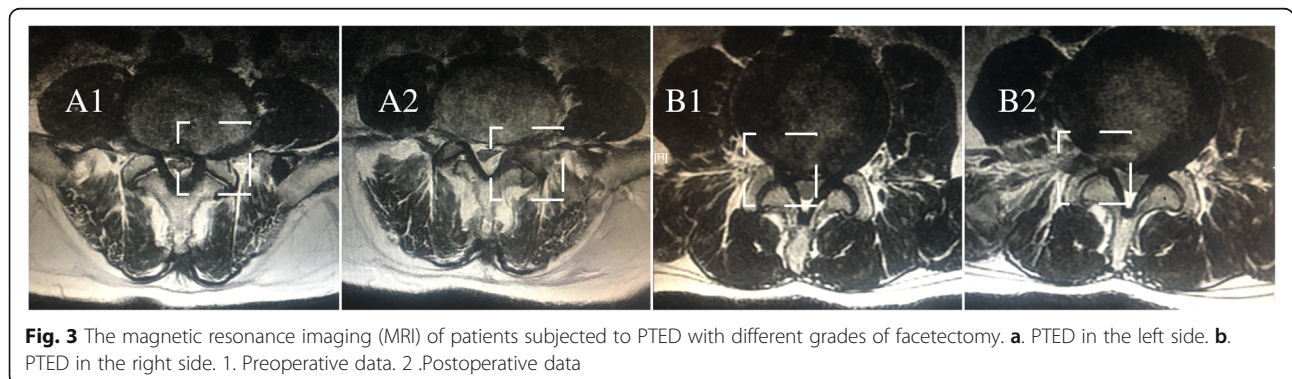 A1
A2
B1
B2
[R]
Fig. 3 The magnetic resonance imaging (MRI) of patients subjected to PTED with different grades of facetectomy. a. PTED in the left side. b.
PTED in the right side. 1. Preoperative data. 2 .Postoperative data